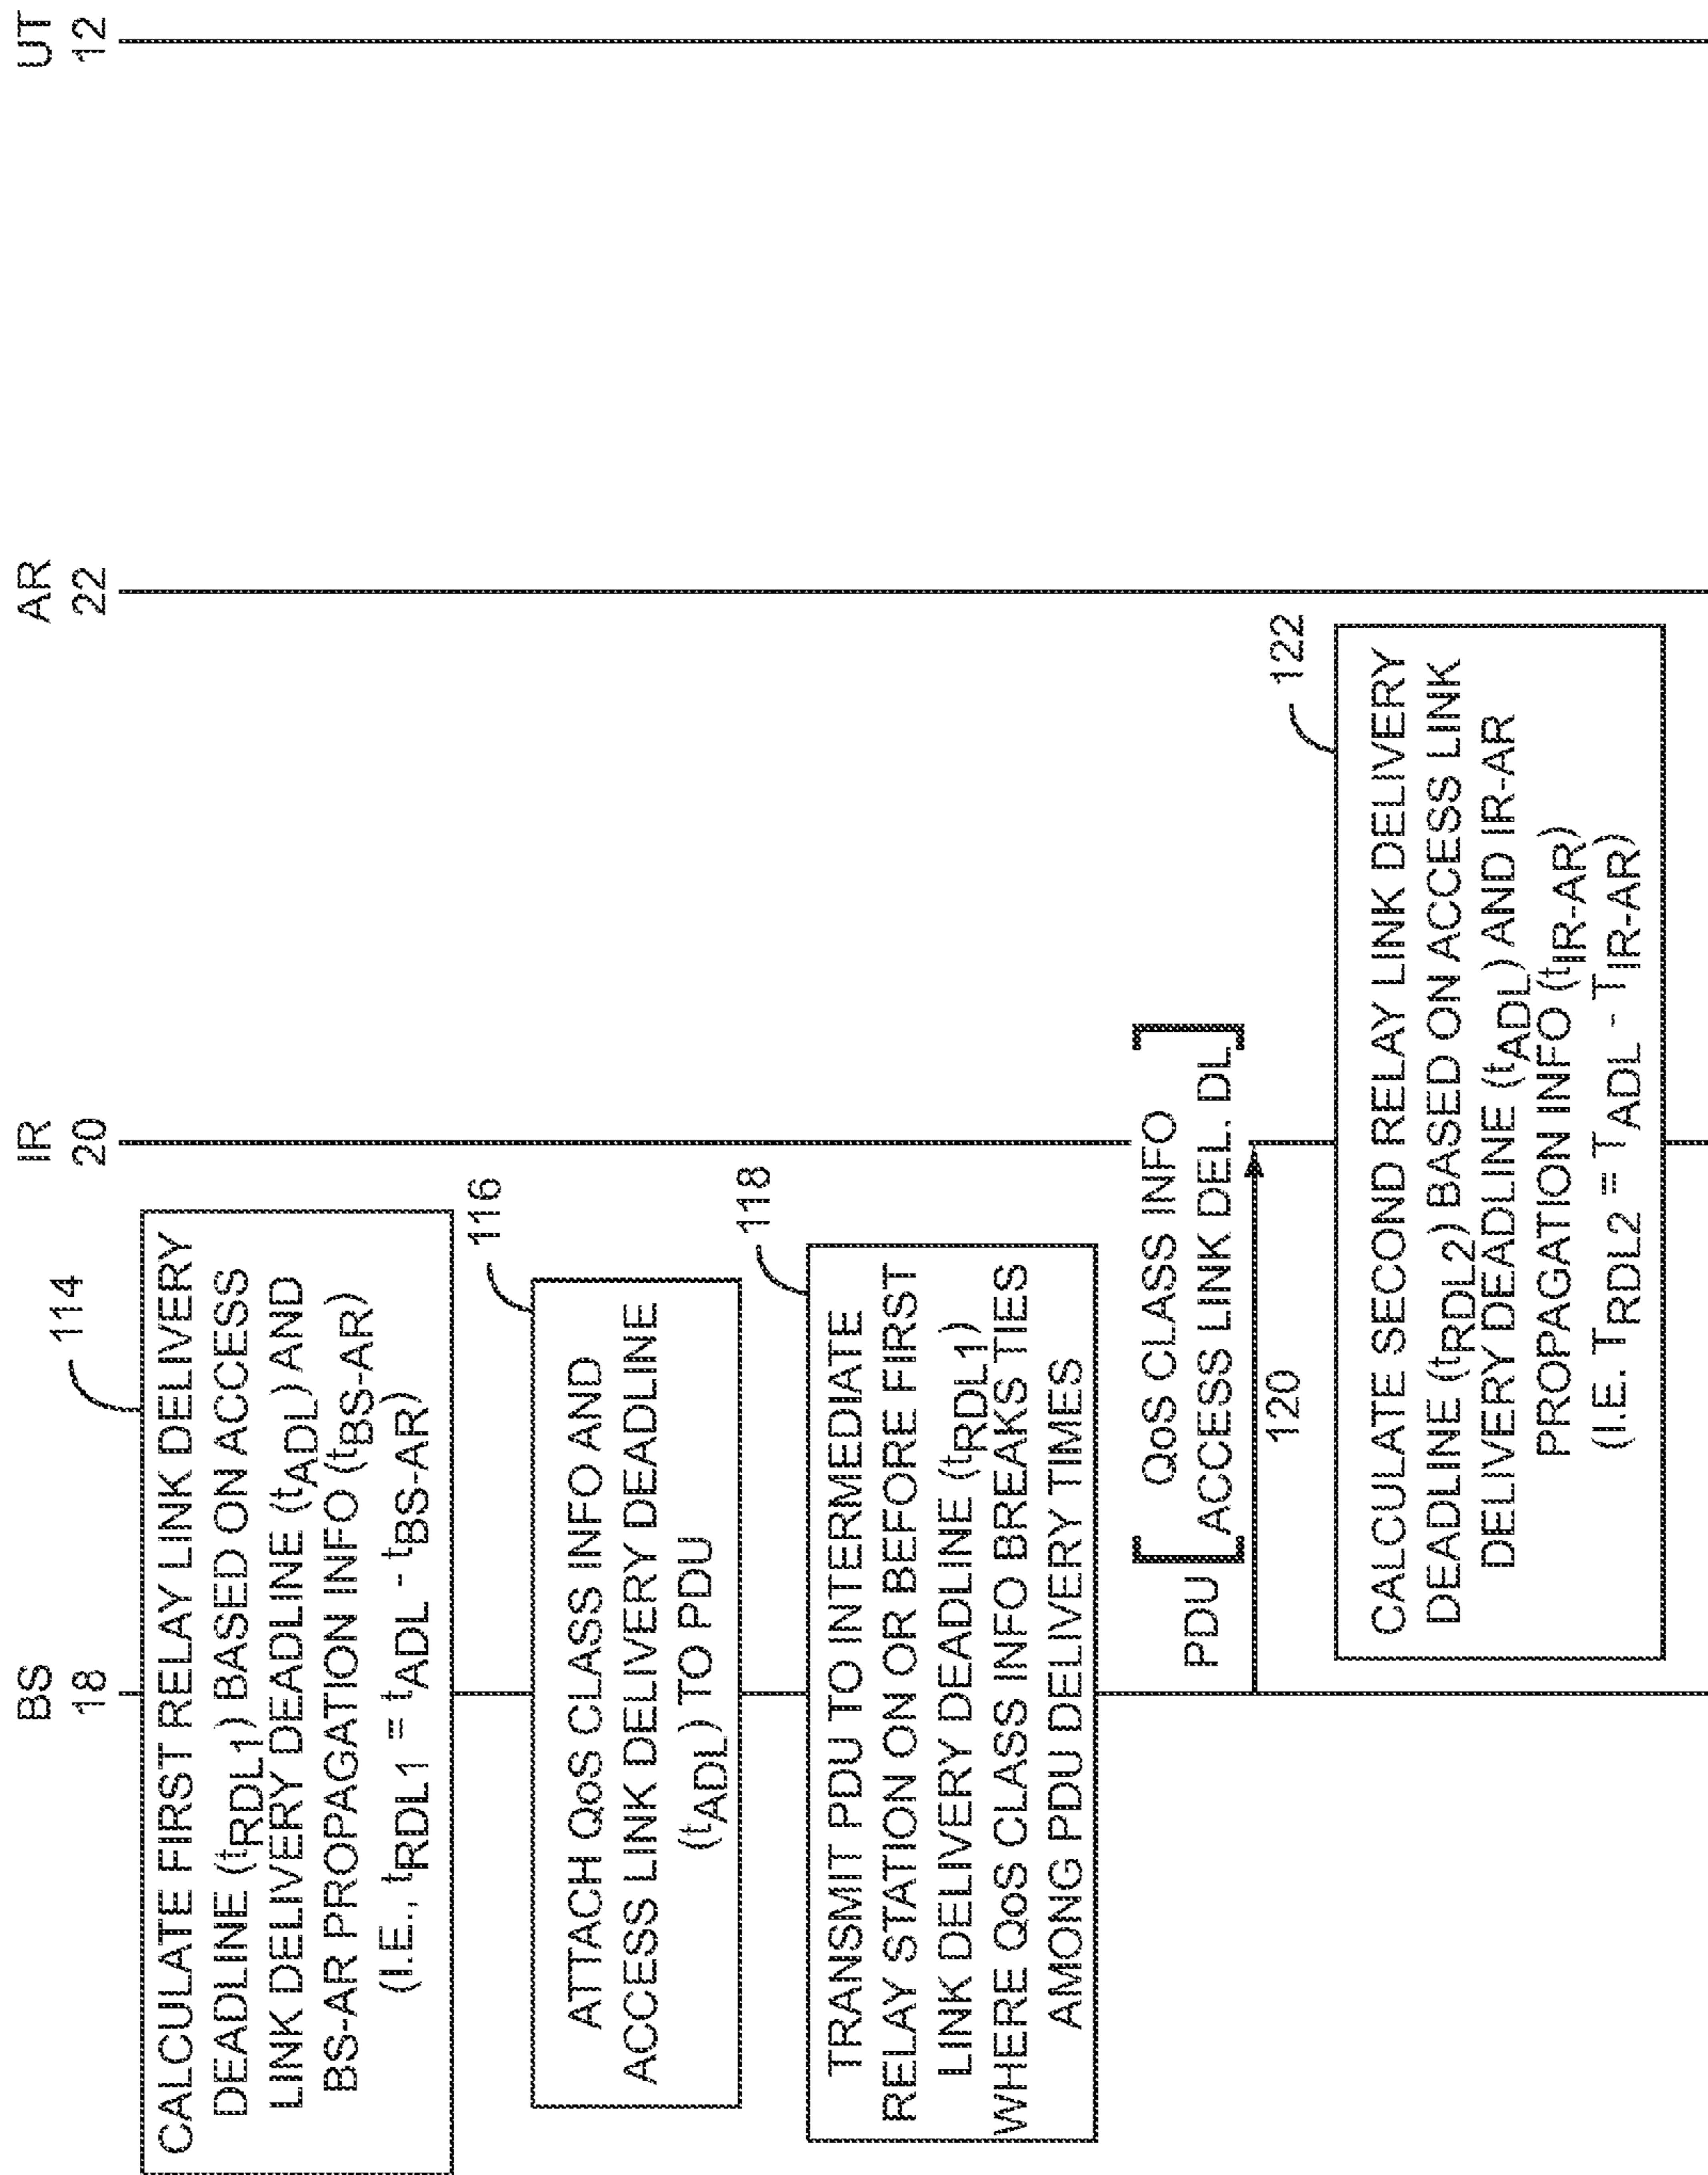 BS
18
IR
20
AR
22
UT
12
114
CALCULATE FIRST RELAY LINK DELIVERY
DEADLINE (tRDL1) BASED ON ACCESS
LINK DELIVERY DEADLINE (tADL) AND
BS-AR PROPAGATION INFO (tBS-AR)
(I.E., tRDL1 = tADL - tBS-AR)
116
ATTACH QoS CLASS INFO AND
ACCESS LINK DELIVERY DEADLINE
(tADL) TO PDU
118
TRANSMIT PDU TO INTERMEDIATE
RELAY STATION ON OR BEFORE FIRST
LINK DELIVERY DEADLINE (tRDL1)
WHERE QoS CLASS INFO BREAKS TIES
AMONG PDU DELIVERY TIMES
PDU
QoS CLASS INFO
ACCESS LINK DEL. DL
120
122
CALCULATE SECOND RELAY LINK DELIVERY
DEADLINE (tRDL2) BASED ON ACCESS LINK
DELIVERY DEADLINE (tADL) AND IR-AR
PROPAGATION INFO (tIR-AR)
(I.E. TRDL2 = TADL - TIR-AR)